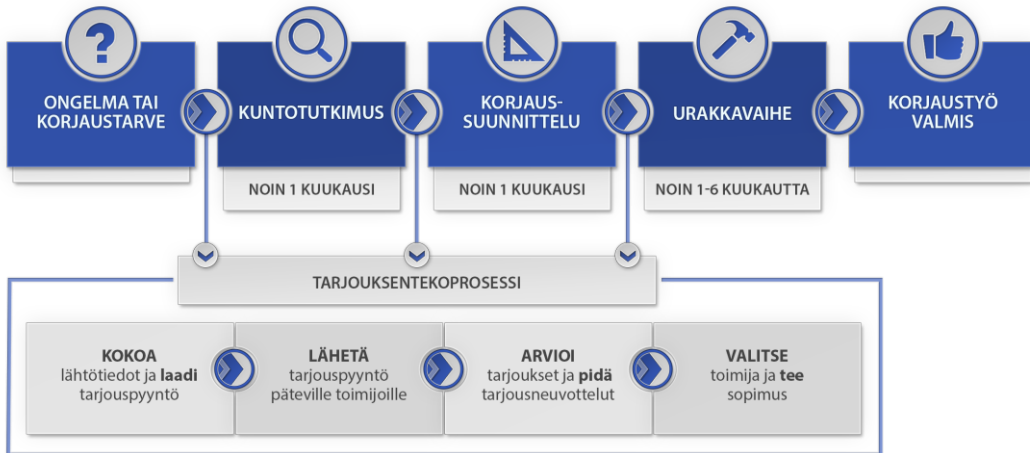 ONGELMA TAI
KORJAUSTARVE
KUNTOTUTKIMUS
KORJAUS-
SUUNNITTELU
URAKKAVAIHE
KORJAUSTYÖ
VALMIS
NOIN 1 KUUKAUSI
NOIN 1 KUUKAUSI
NOIN 1-6 KUUKAUTTA
TARJOUKSENTEKOPROSESSI
KOKOA
lähtötiedot ja laadi
tarjouspyyntö
LÄHETÄ
tarjouspyyntö
päteville toimijoille
ARVIOI
tarjoukset ja pidä
tarjousneuvottelut
VALITSE
toimija ja tee
sopimus